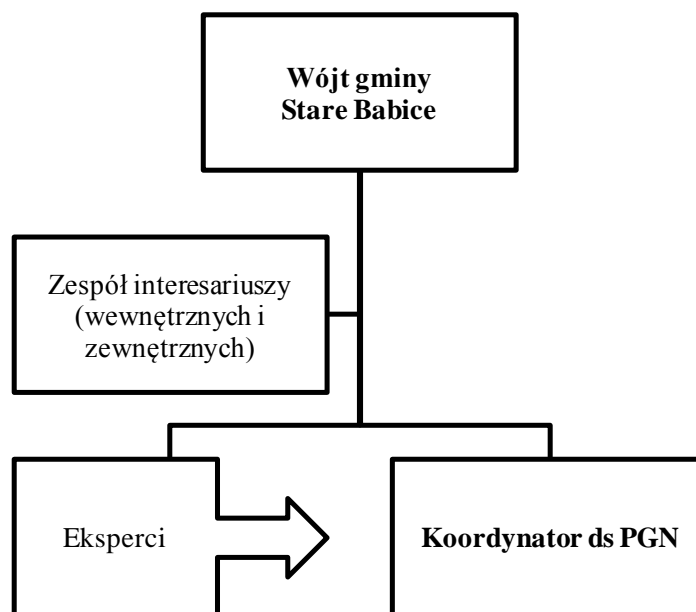 Wójt gminy
Stare Babice
Zespół interesariuszy
(wewnętrznych i
zewnętrznych)
Eksperci
Koordynator ds PGN